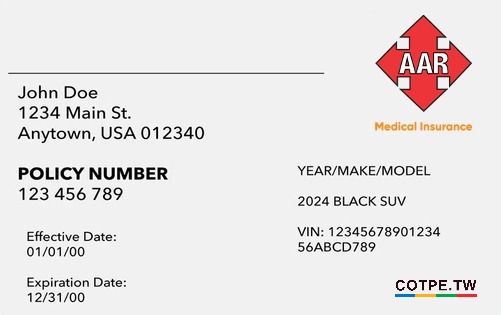 AAR
Medical Insurance
John Doe
1234 Main St.
Anytown, USA 012340
POLICY NUMBER
123 456 789
Effective Date:
01/01/00
Expiration Date:
12/31/00
YEAR/MAKE/MODEL
2024 BLACK SUV
VIN: 12345678901234
56ABCD789
COTPE.TW